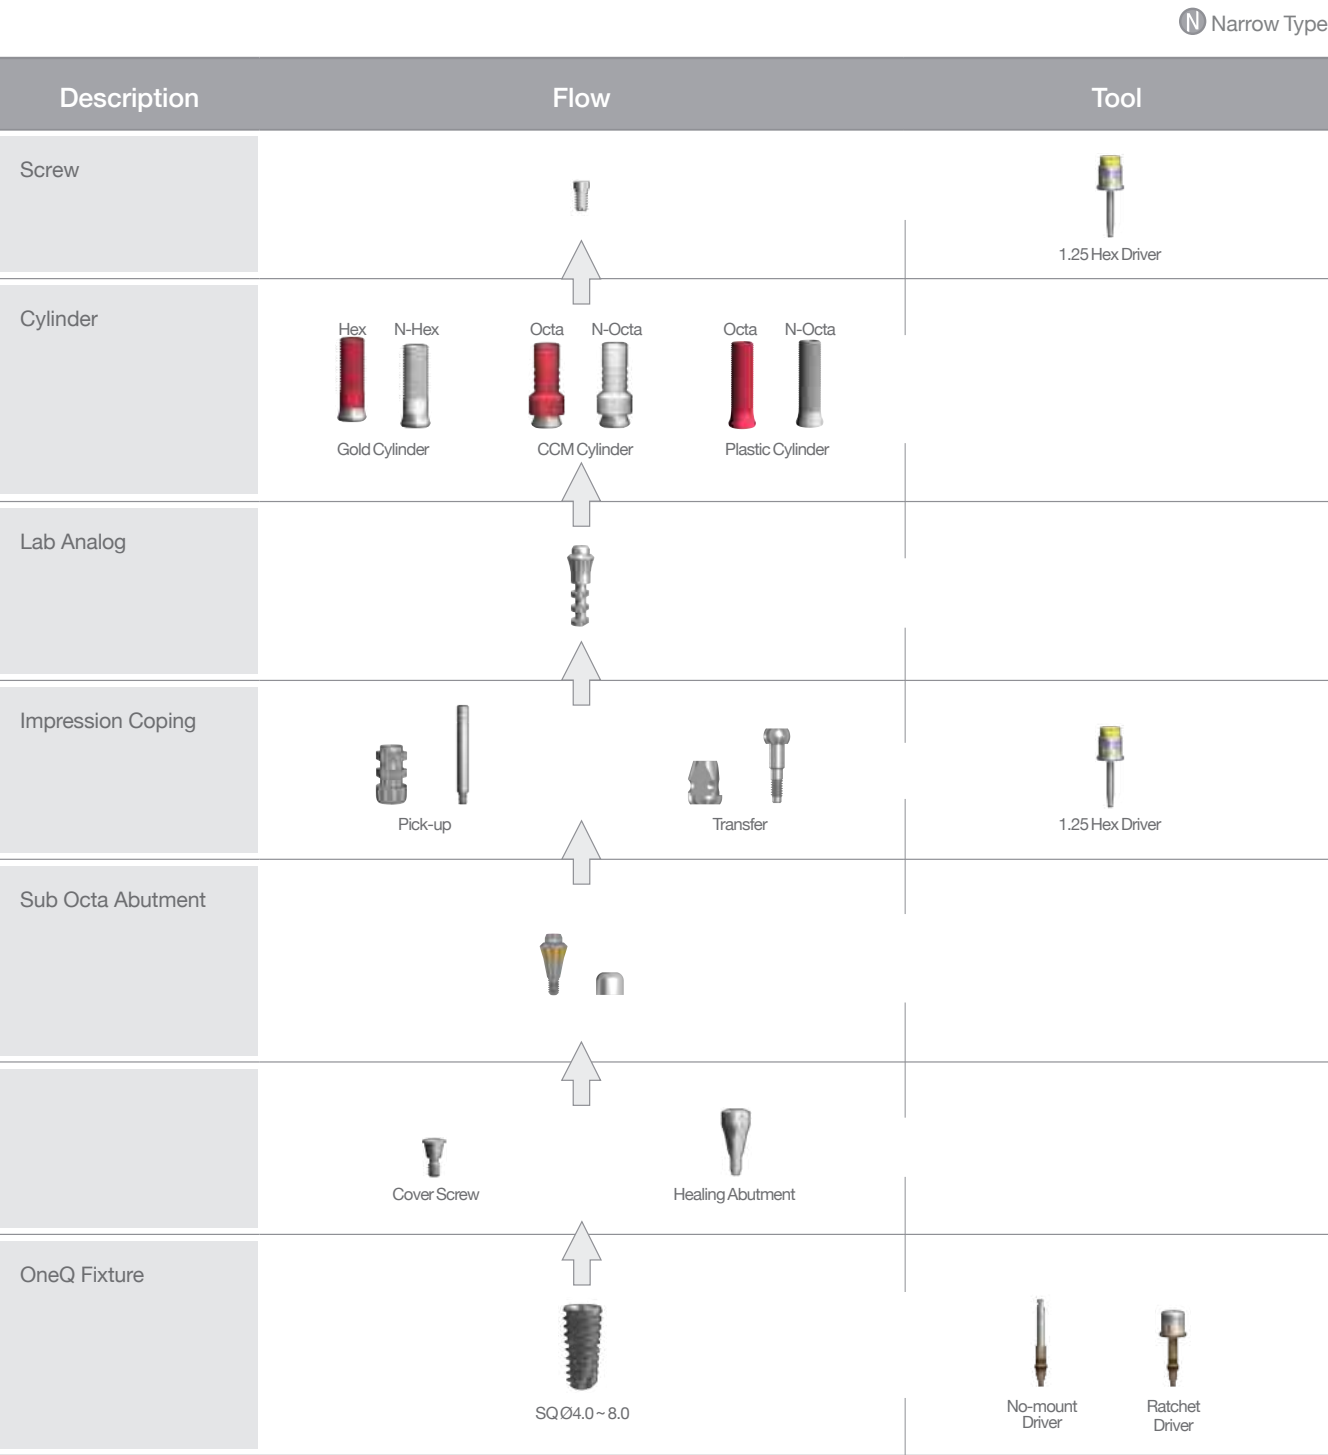 N Narrow Type
Description Flow Tool
Screw
1.25 Hex Driver
Cylinder
Hex N-Hex Octa N-Octa Octa N-Octa
Gold Cylinder CCM Cylinder Plastic Cylinder
Lab Analog
Impression Coping
Pick-up Transfer 1.25 Hex Driver
Sub Octa Abutment
Cover Screw Healing Abutment
OneQ Fixture
SQ Ø4.0 ~ 8.0
No-mount
Driver
Ratchet
Driver